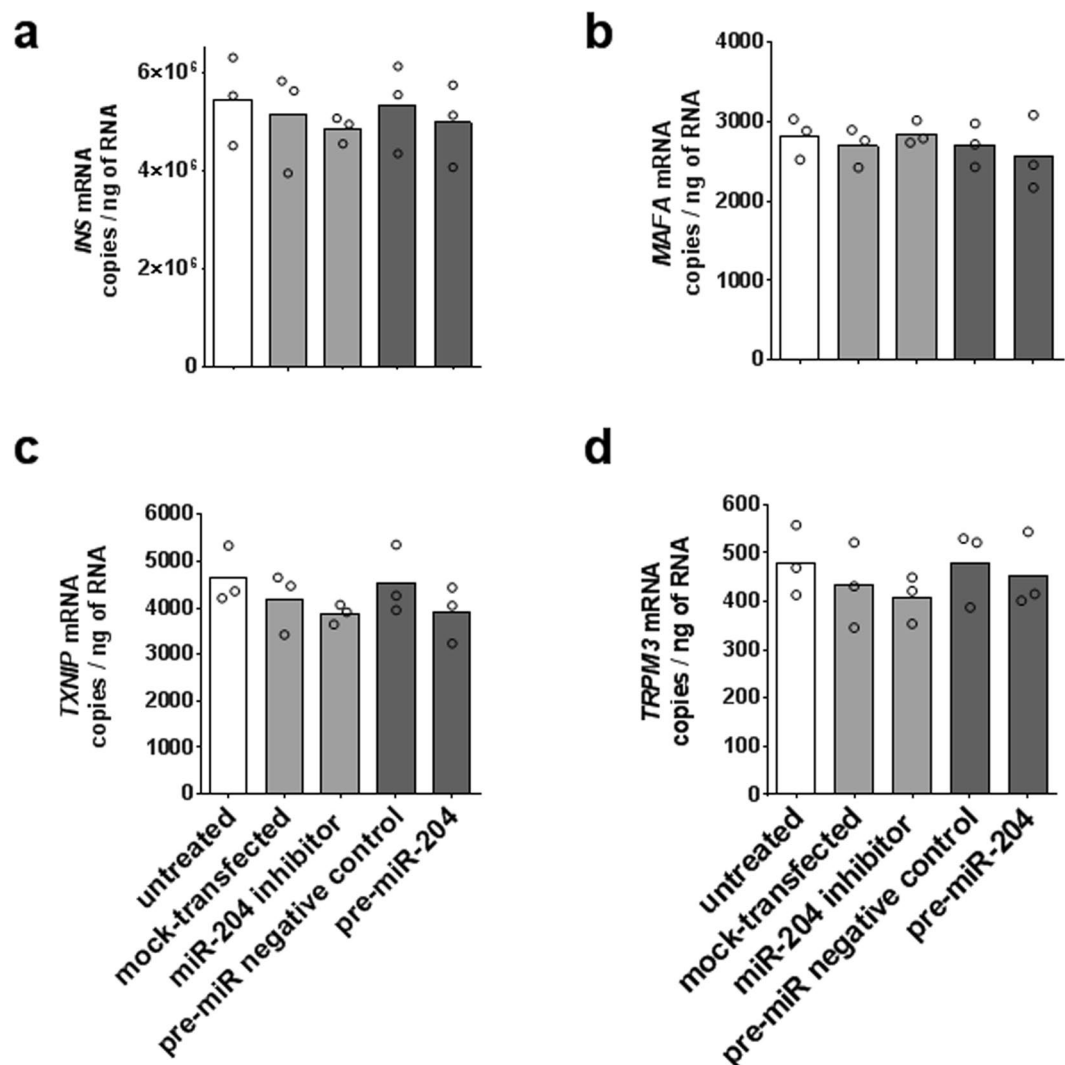 a
INS mRNA
copies / ng of RNA
6×10⁶
4×10⁶
2×10⁶
0
b
MAFA mRNA
copies / ng of RNA
4000
3000
2000
1000
0
c
TXNIP mRNA
copies / ng of RNA
6000
5000
4000
3000
2000
1000
0
untreated
mock-transfected
miR-204 inhibitor
pre-miR negative control
pre-miR-204
d
TRPM3 mRNA
copies / ng of RNA
600
500
400
300
200
100
0
untreated
mock-transfected
miR-204 inhibitor
pre-miR negative control
pre-miR-204